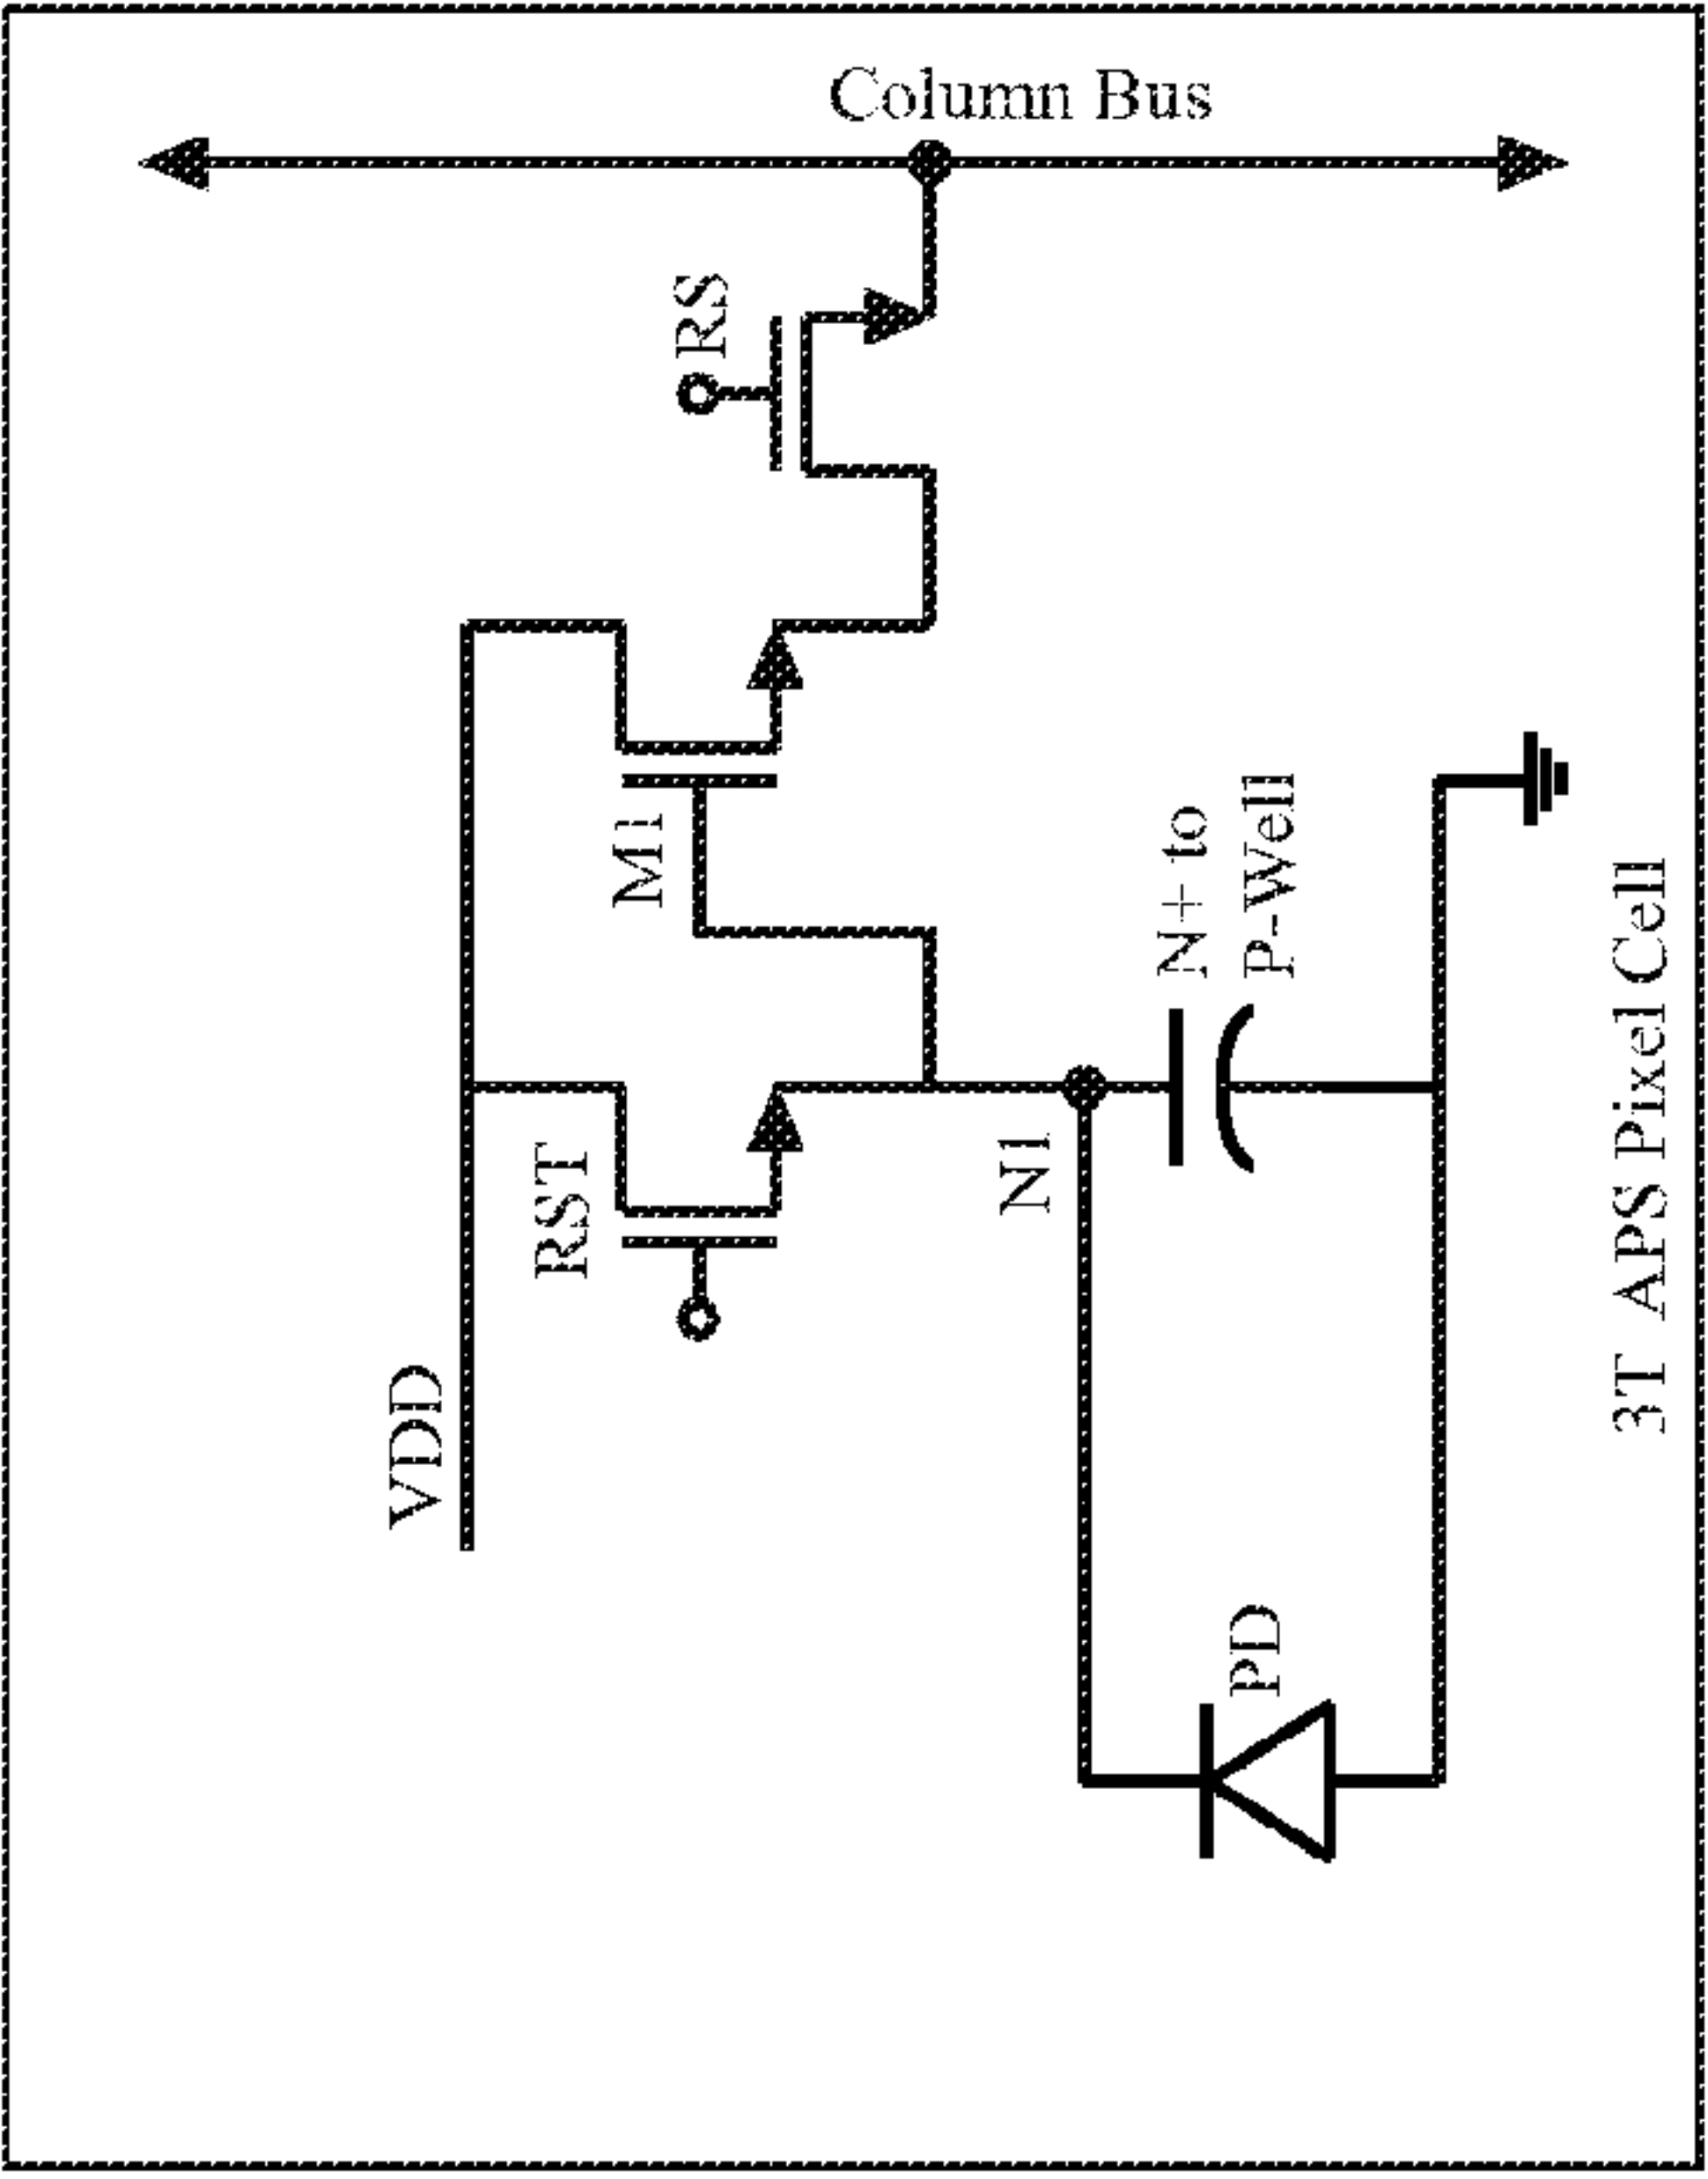 Column Bus
RS
M1
RST
VDD
N1
N+ to
P-Well
PD
3T APS Pixel Cell